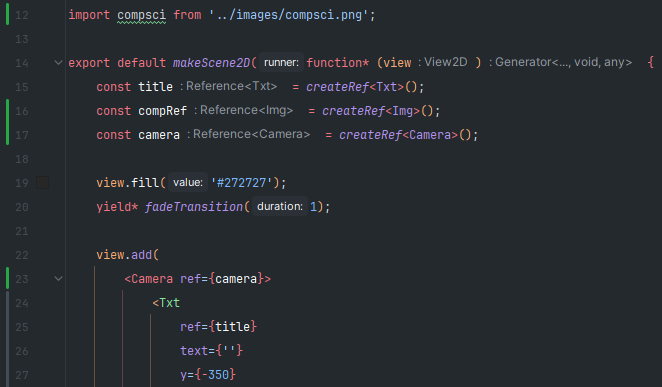 12 import compsci from '../images/compsci.png';
13
14 export default makeScene2D( runner: function* (view : View2D ) : Generator<..., void, any> {
15 const title : Reference<Txt> = createRef<Txt>();
16 const compRef : Reference<Img> = createRef<Img>();
17 const camera : Reference<Camera> = createRef<Camera>();
18
19 view.fill( value: '#272727');
20 yield* fadeTransition( duration: 1);
21
22 view.add(
23 <Camera ref={camera}>
24 <Txt
25 ref={title}
26 text={''}
27 y={-350}